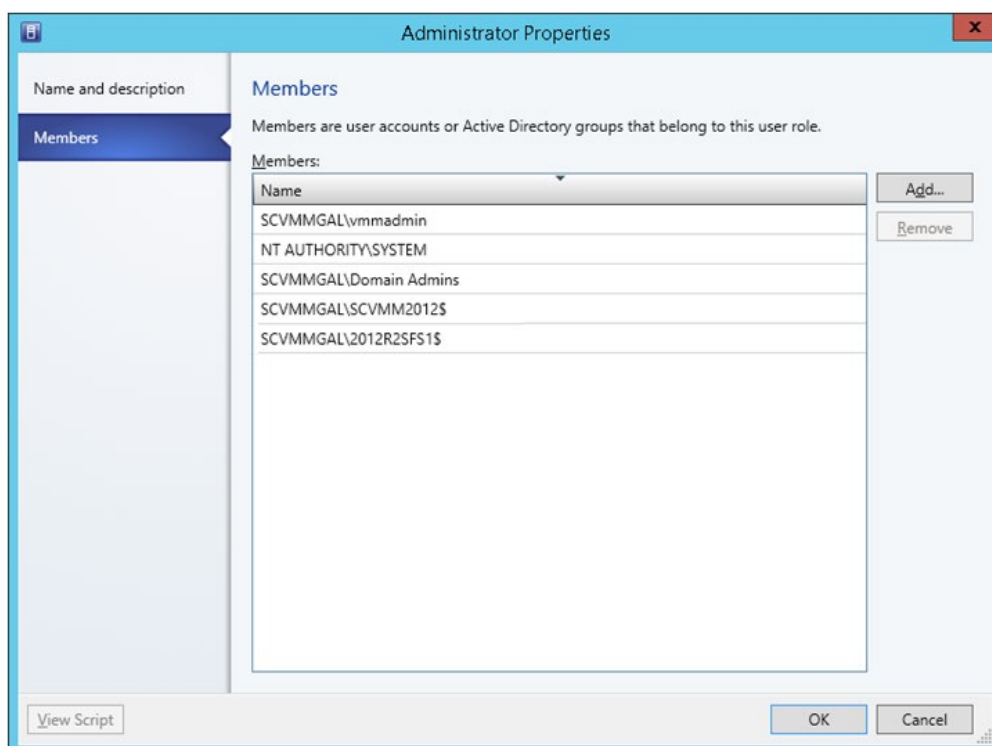 Administrator Properties
x
Name and description
Members
Members
Members are user accounts or Active Directory groups that belong to this user role.
Members:
Name
Add...
SCVMMGAL\vmmadmin
Remove
NT AUTHORITY\SYSTEM
SCVMMGAL\Domain Admins
SCVMMGAL\SCVMM2012$
SCVMMGAL\2012R2SFS1$
View Script
OK
Cancel